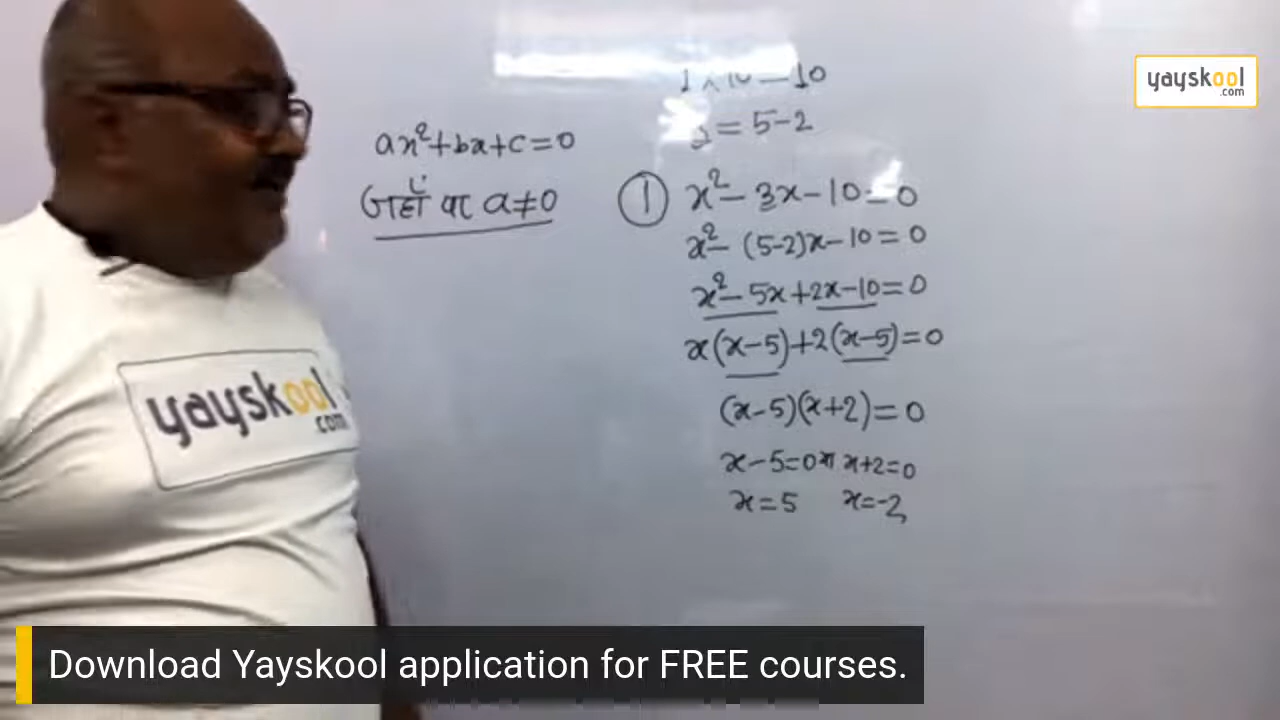 yayskool
.com
ax²+bx+c=0
जहाँ पर a≠0
1×10=10
= 5-2
① x²- 3x-10=0
x²- (5-2)x-10=0
x²-5x+2x-10=0
x(x-5)+2(x-5)=0
(x-5)(x+2)=0
x-5=0 या x+2=0
x=5 x=-2
yayskool
.com
Download Yayskool application for FREE courses.